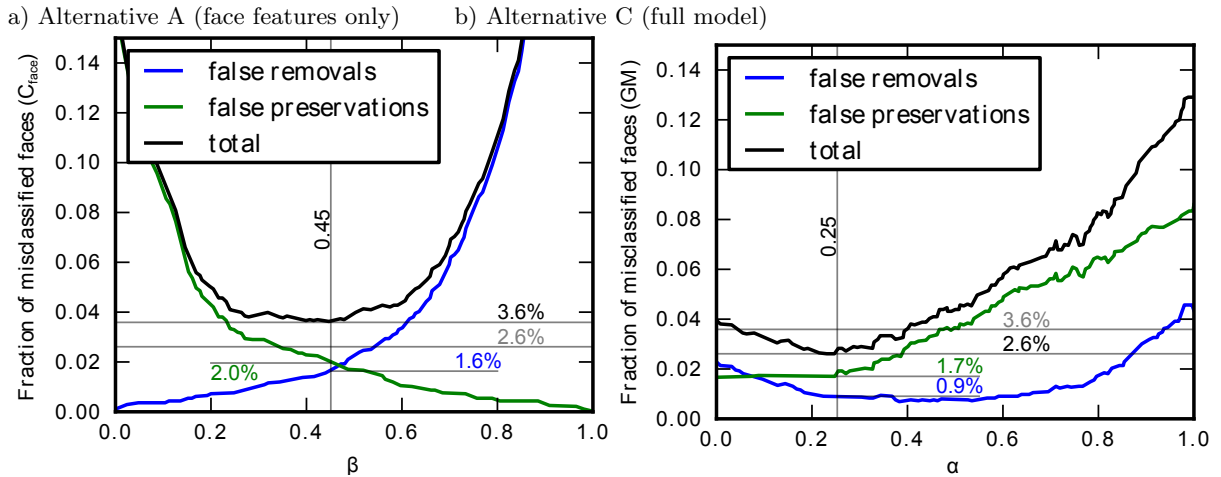 a) Alternative A (face features only)
b) Alternative C (full model)
Fraction of misclassified faces (C_face)
0.14
0.12
0.10
0.08
0.06
0.04
0.02
0.00
false removals
false preservations
total
0.45
3.6%
2.6%
1.6%
2.0%
0.0 0.2 0.4 0.6 0.8 1.0
β
Fraction of misclassified faces (GM)
0.14
0.12
0.10
0.08
0.06
0.04
0.02
0.00
false removals
false preservations
total
0.25
3.6%
2.6%
1.7%
0.9%
0.0 0.2 0.4 0.6 0.8 1.0
α